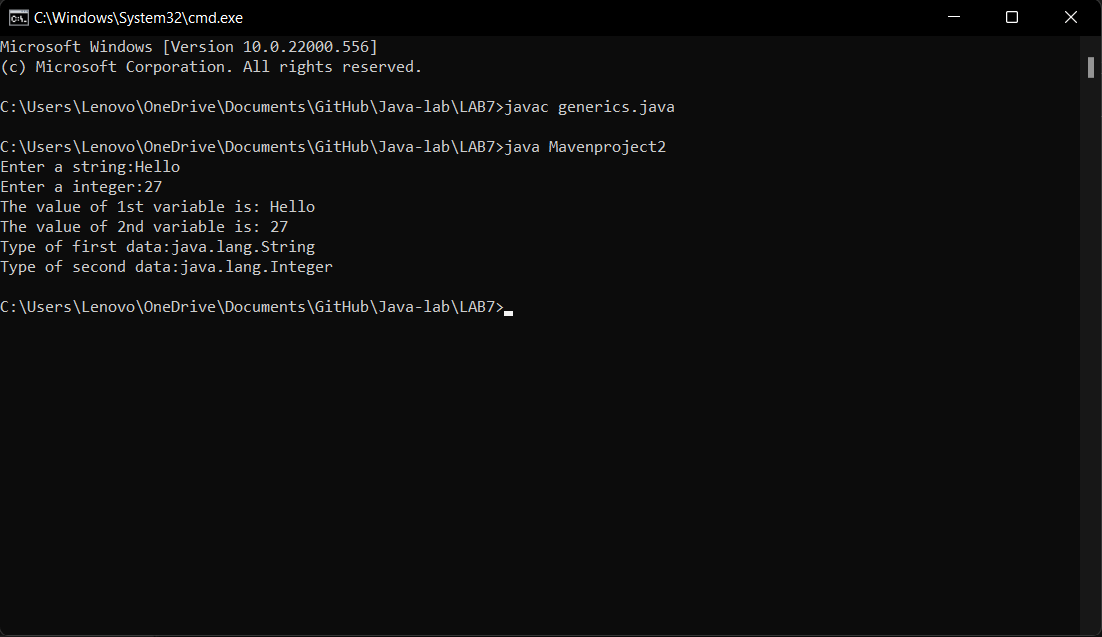 C:\Windows\System32\cmd.exe
Microsoft Windows [Version 10.0.22000.556]
(c) Microsoft Corporation. All rights reserved.
C:\Users\Lenovo\OneDrive\Documents\GitHub\Java-lab\LAB7>javac generics.java
C:\Users\Lenovo\OneDrive\Documents\GitHub\Java-lab\LAB7>java Mavenproject2
Enter a string:Hello
Enter a integer:27
The value of 1st variable is: Hello
The value of 2nd variable is: 27
Type of first data:java.lang.String
Type of second data:java.lang.Integer
C:\Users\Lenovo\OneDrive\Documents\GitHub\Java-lab\LAB7>